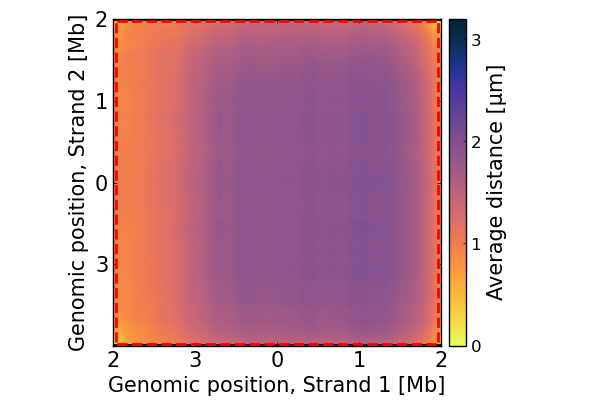 2
1
0
3
Genomic position, Strand 2 [Mb]
2 3 0 1 2
Genomic position, Strand 1 [Mb]
3
2
1
0
Average distance [μm]